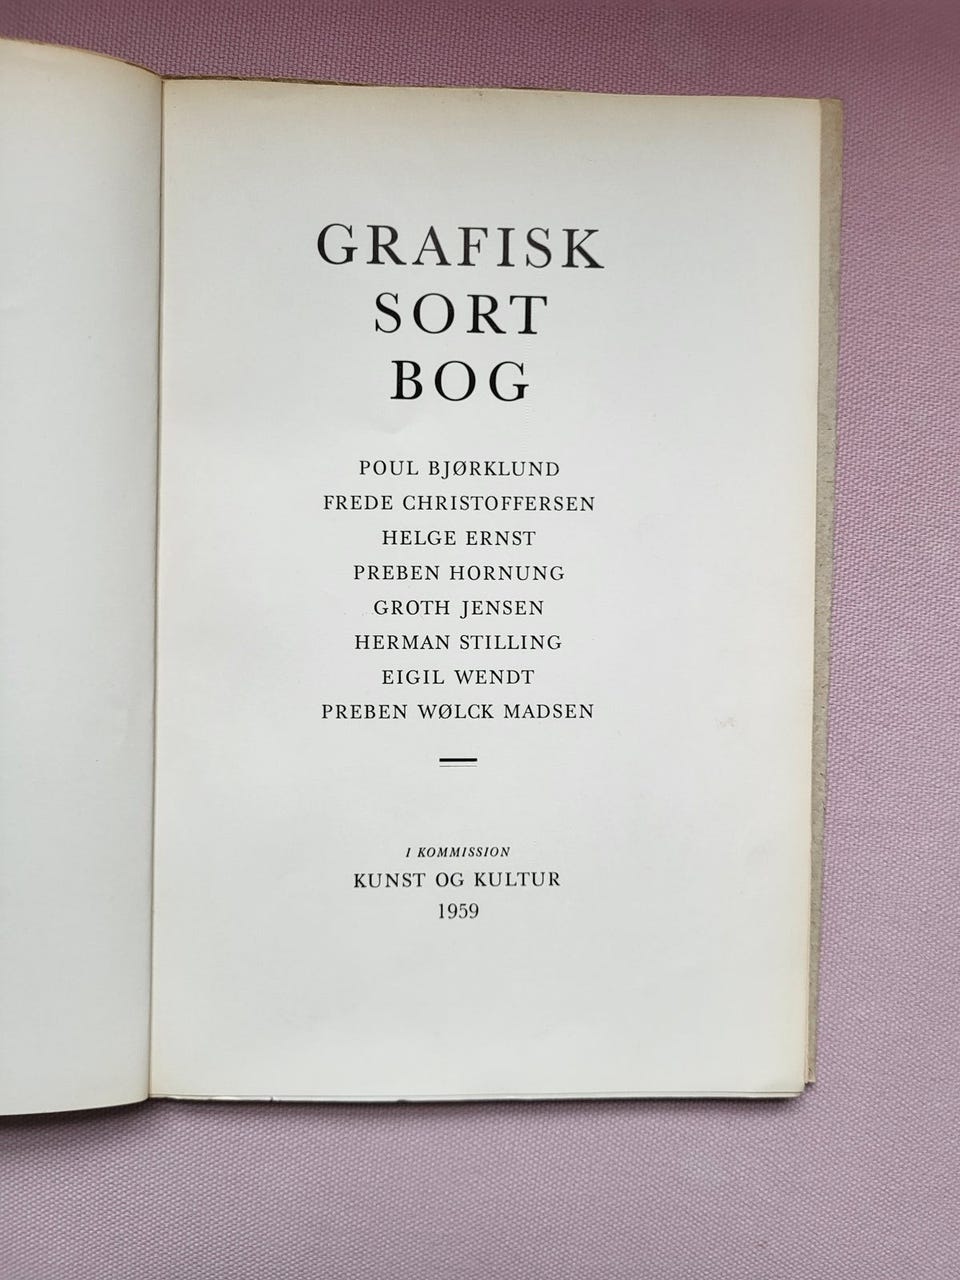 GRAFISK
SORT
BOG
POUL BJØRKLUND
FREDE CHRISTOFFERSEN
HELGE ERNST
PREBEN HORNUNG
GROTH JENSEN
HERMAN STILLING
EIGIL WENDT
PREBEN WØLCK MADSEN
I KOMMISSION
KUNST OG KULTUR
1959